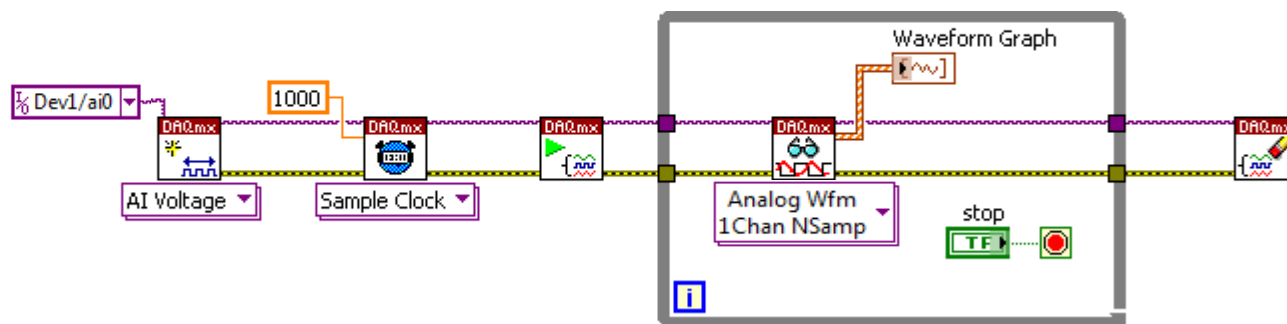 Waveform Graph
Dev1/ai0
1000
DAQmx
DAQmx
DAQmx
DAQmx
DAQmx
AI Voltage
Sample Clock
Analog Wfm
1Chan NSamp
stop
TF
i